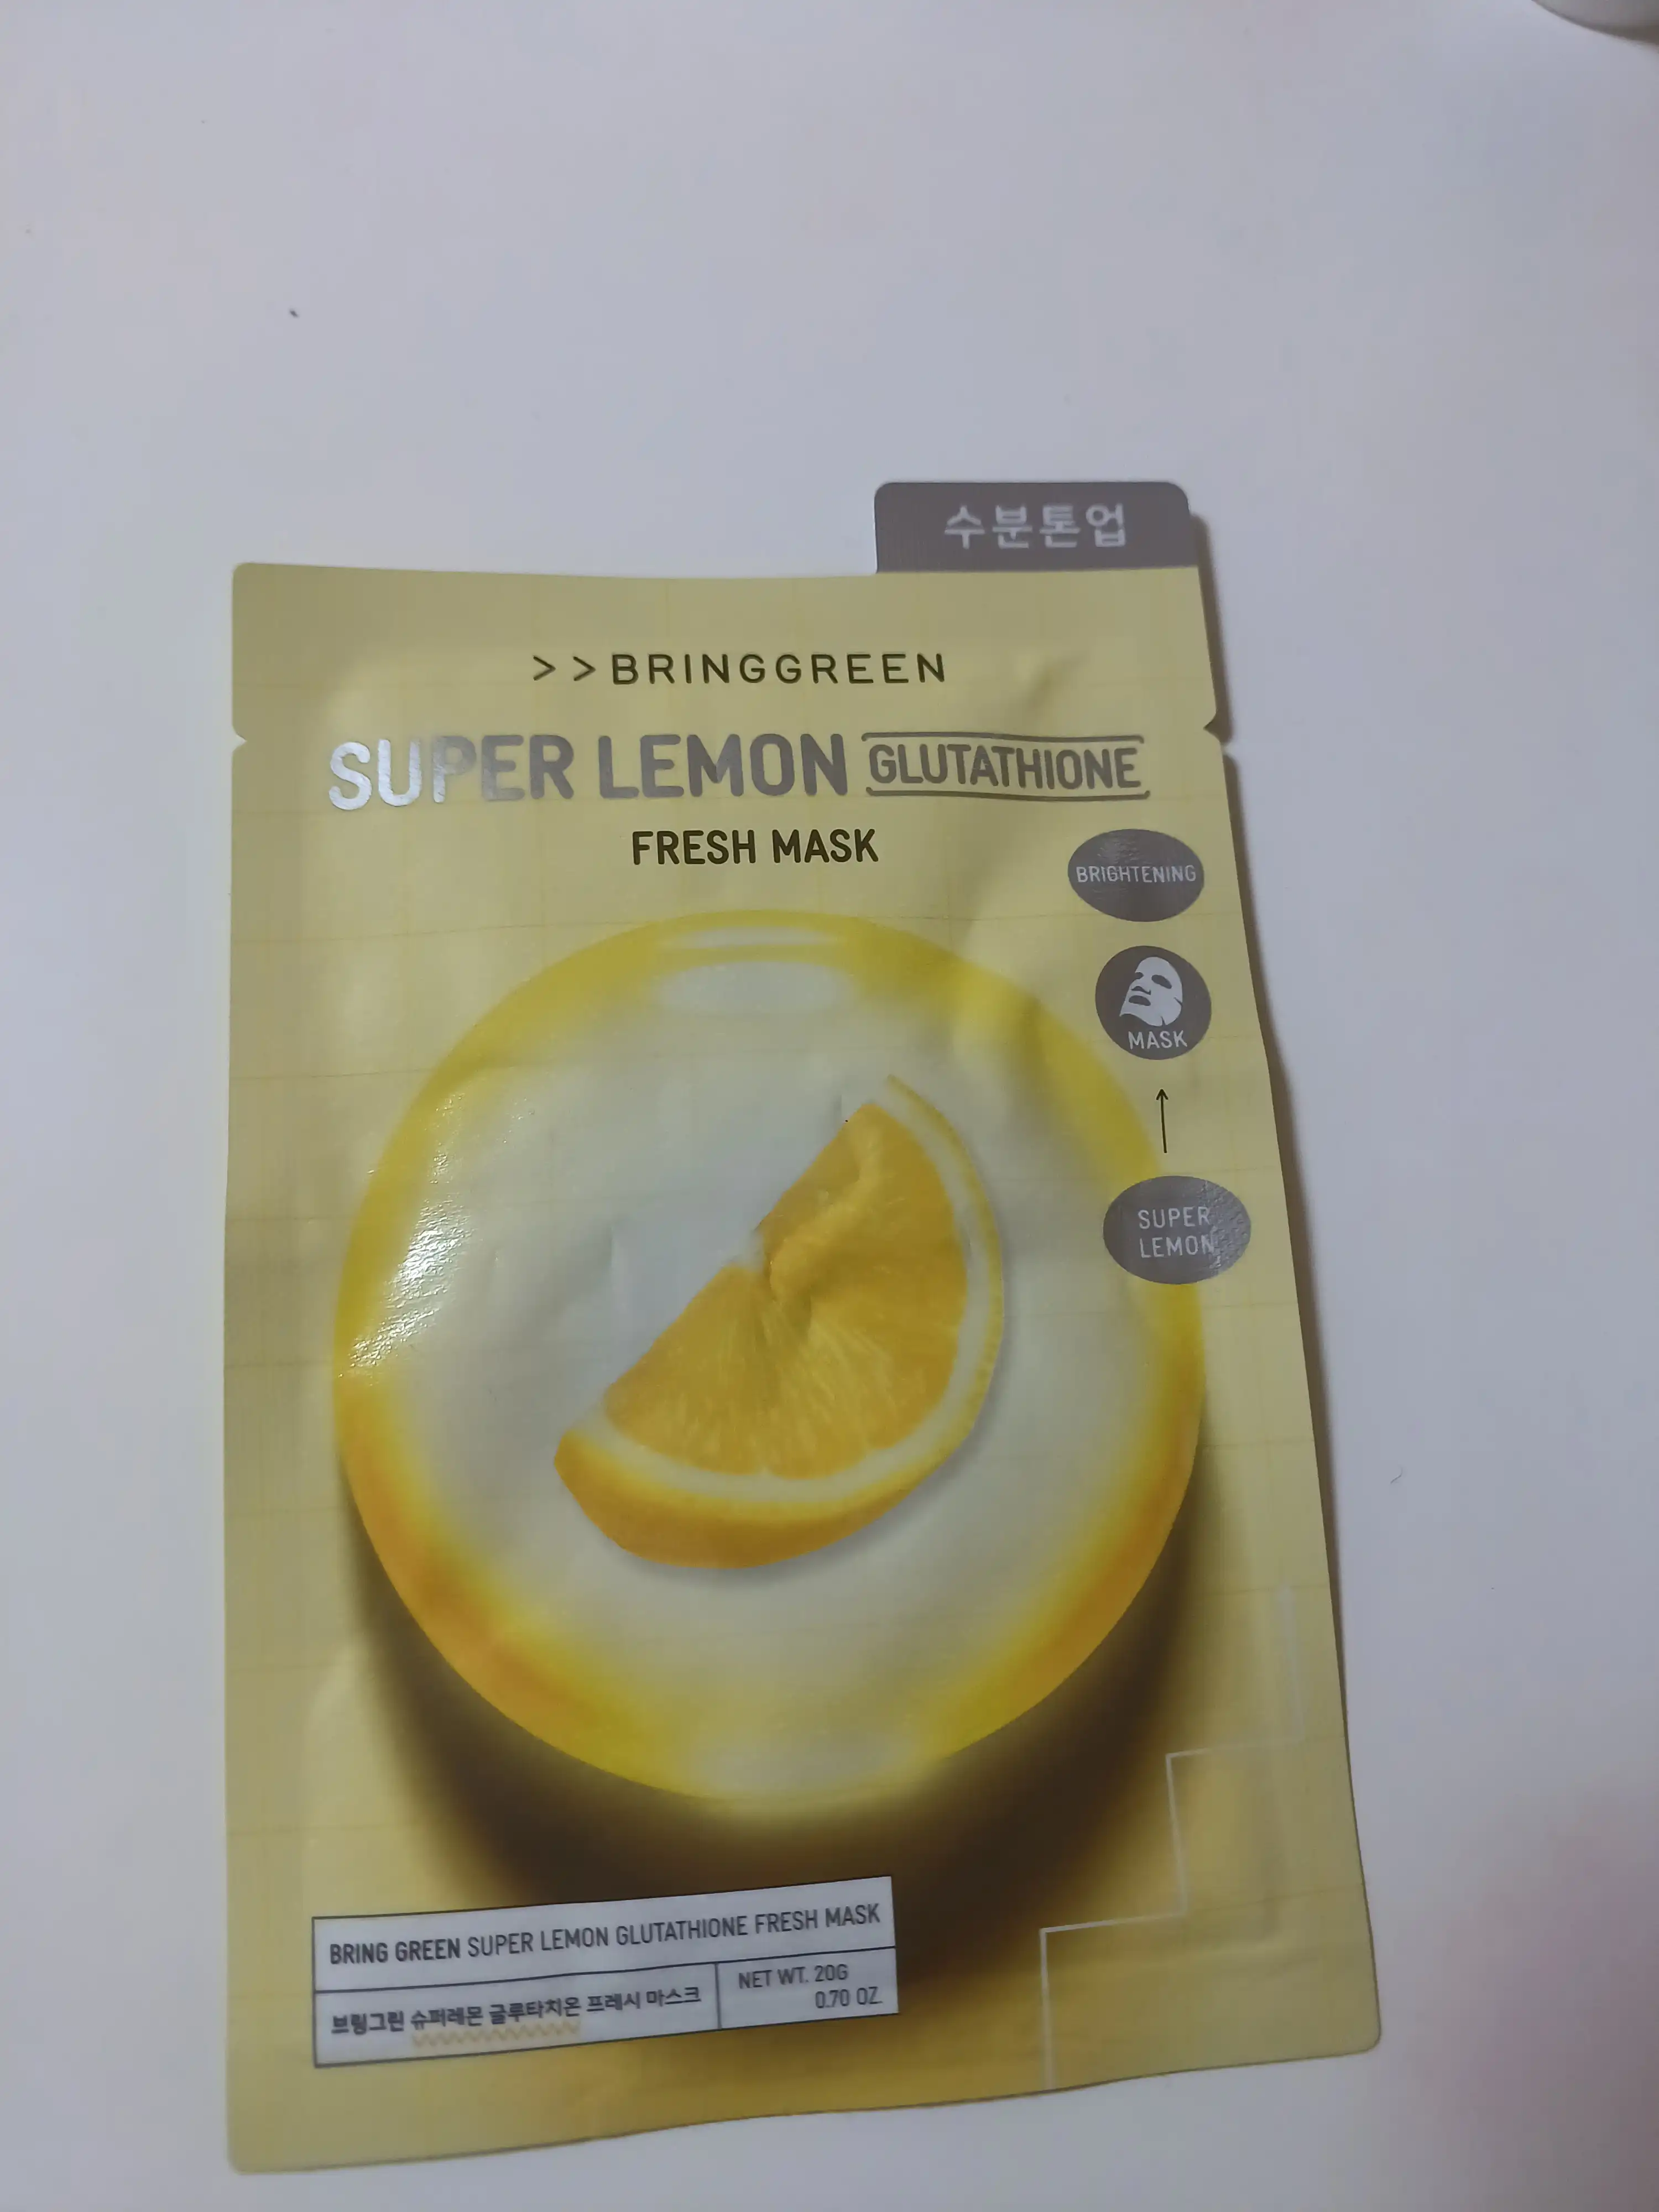 수분톤업
>>BRINGGREEN
SUPER LEMON GLUTATHIONE
FRESH MASK
BRIGHTENING
MASK
SUPER
LEMON
BRING GREEN SUPER LEMON GLUTATHIONE FRESH MASK
브링그린 슈퍼레몬 글루타치온 프레시 마스크
NET WT. 20G
0.70 OZ.